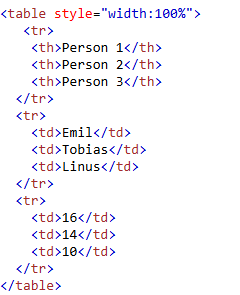 <table style="width:100%">
   <tr>
    <th>Person 1</th>
    <th>Person 2</th>
    <th>Person 3</th>
  </tr>
  <tr>
    <td>Emil</td>
    <td>Tobias</td>
    <td>Linus</td>
  </tr>
  <tr>
    <td>16</td>
    <td>14</td>
    <td>10</td>
  </tr>
</table>